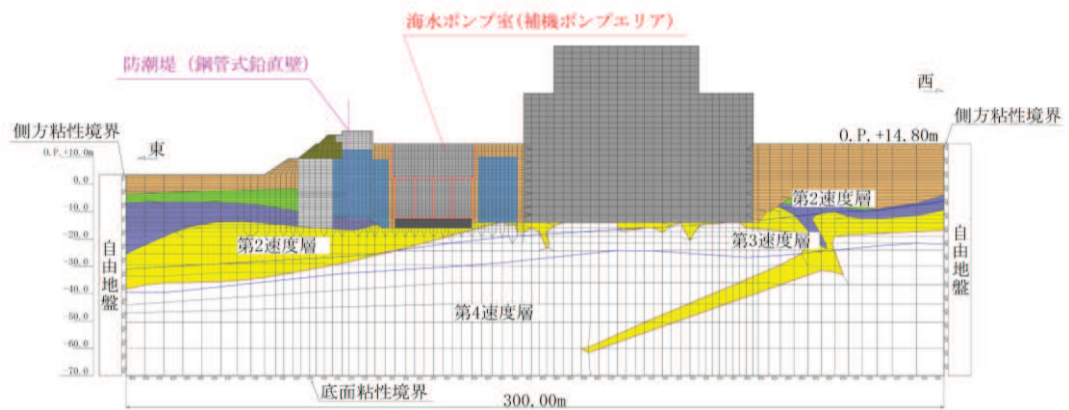 海水ポンプ室(補機ポンプエリア)
防潮堤 (鋼管式鉛直壁)
西
側方粘性境界
側方粘性境界
O.P.+14.80m
東
O.P.+10.0m
0.0
-10.0
-20.0
-30.0
-40.0
-50.0
-60.0
-70.0
第2速度層
第2速度層
第3速度層
自由地盤
自由地盤
第4速度層
底面粘性境界
300.00m